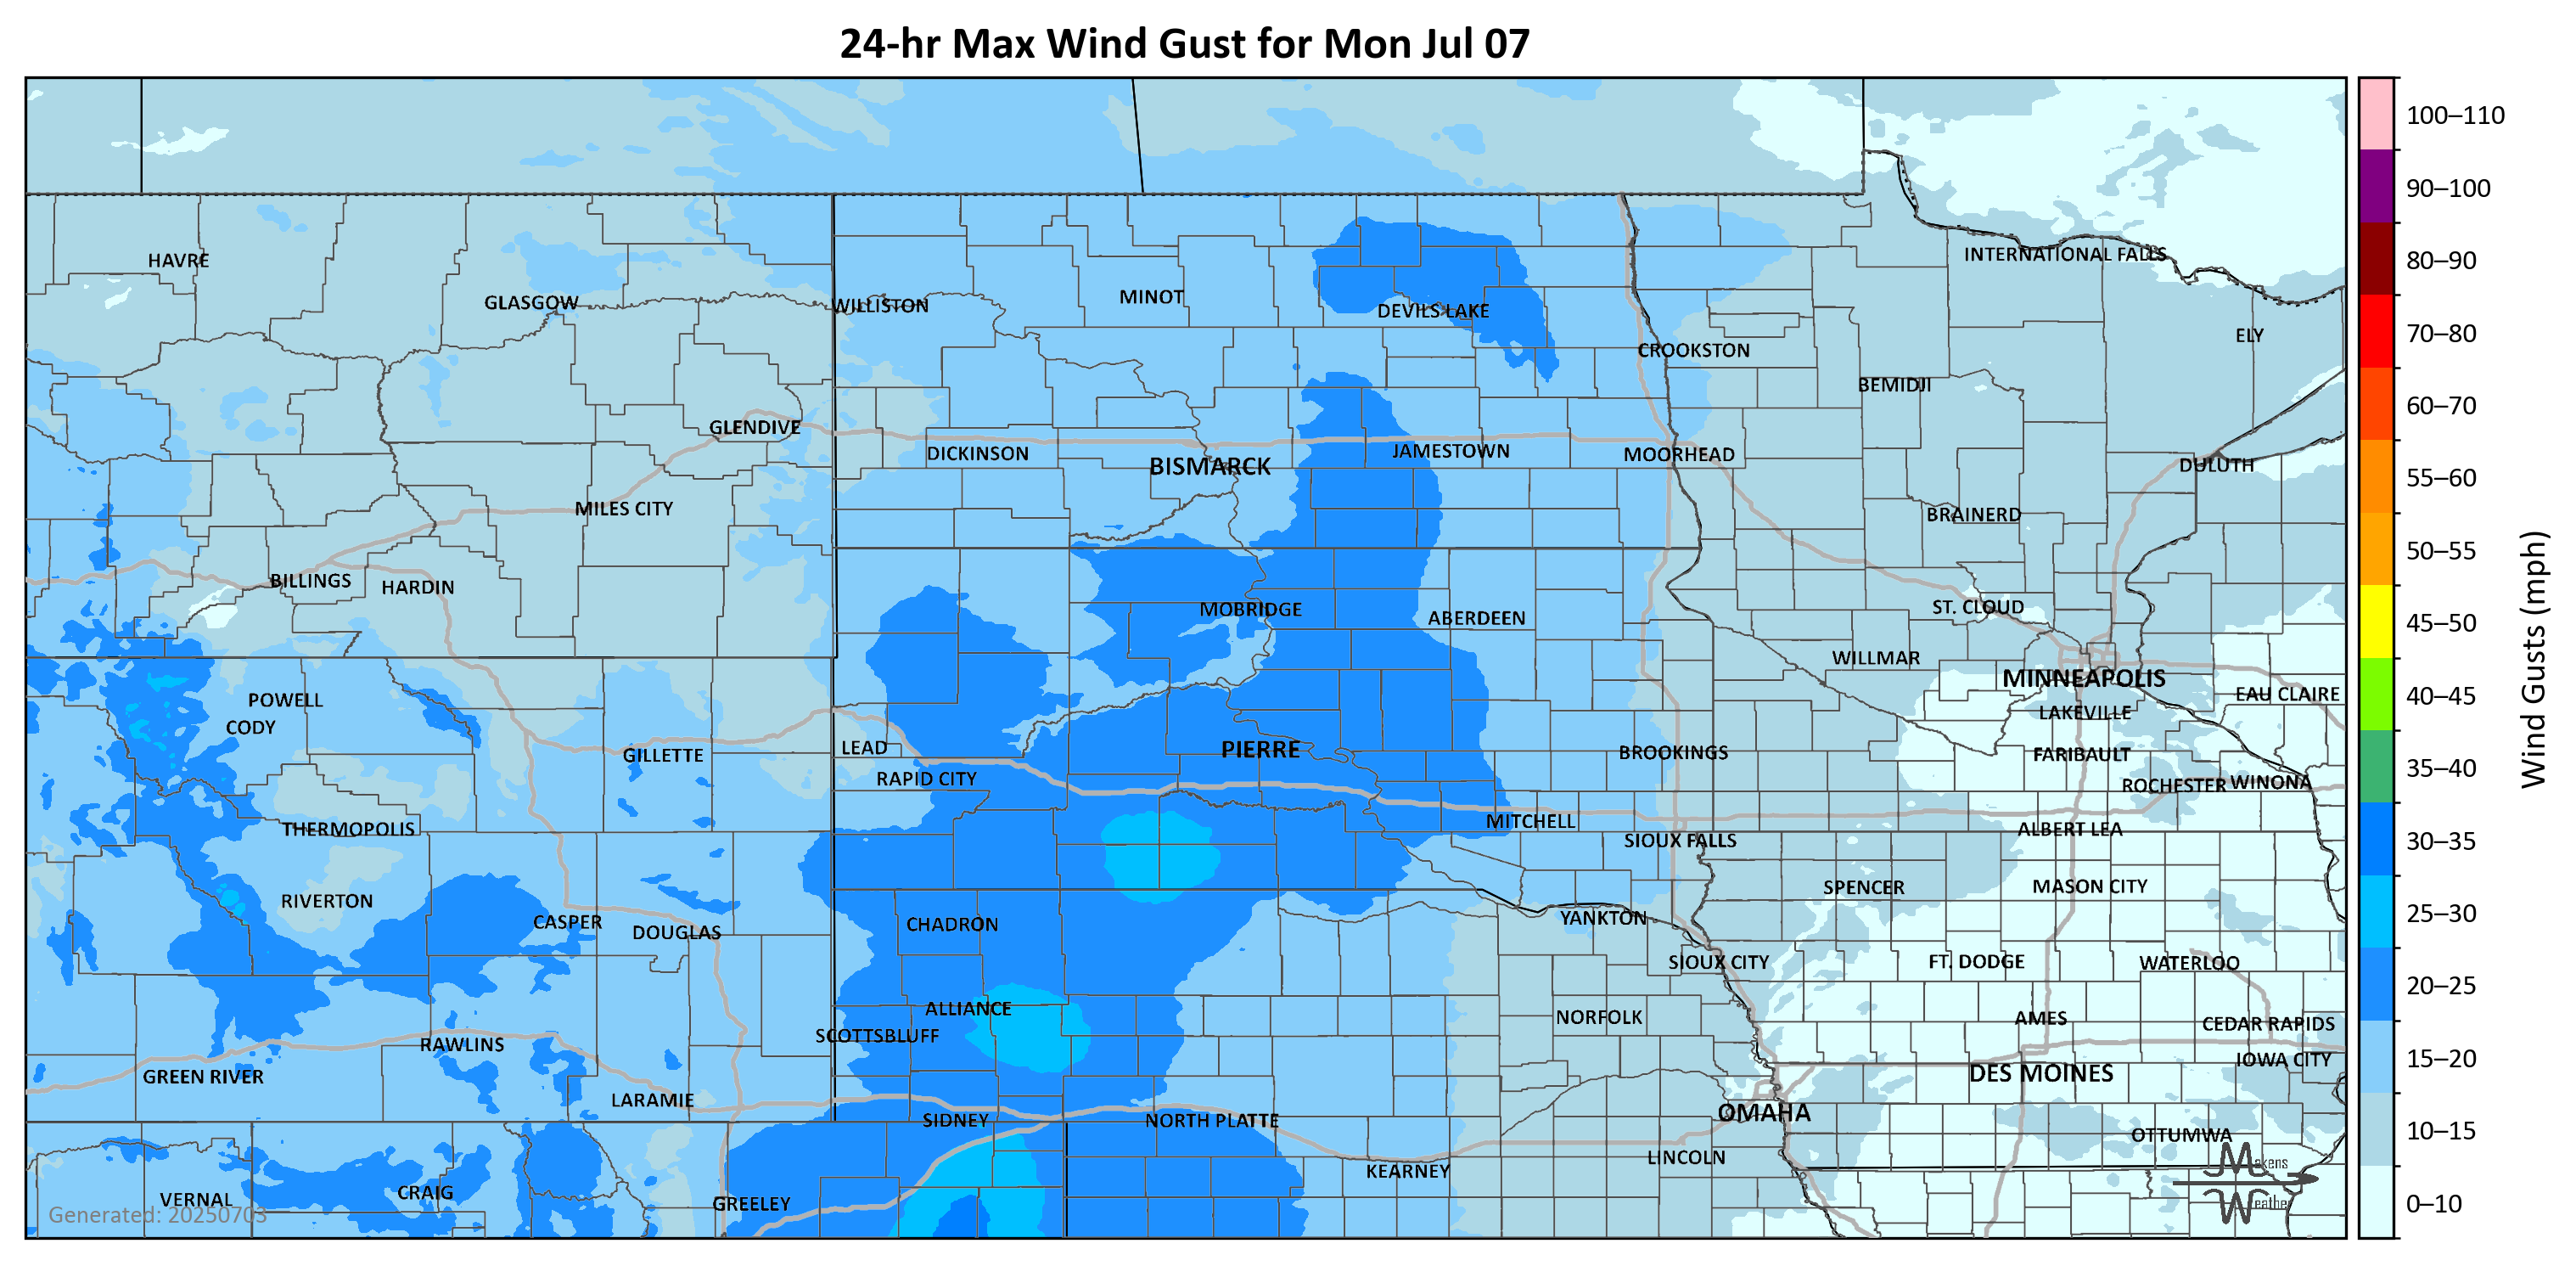 24-hr Max Wind Gust for Mon Jul 07
100–110
90–100
80–90
70–80
60–70
55–60
50–55
45–50
40–45
35–40
30–35
25–30
20–25
15–20
10–15
0–10
Wind Gusts (mph)
HAVRE
INTERNATIONAL FALLS
GLASGOW
WILLISTON
MINOT
DEVILS LAKE
ELY
CROOKSTON
BEMIDJI
GLENDIVE
DICKINSON
BISMARCK
JAMESTOWN
MOORHEAD
DULUTH
MILES CITY
BRAINERD
BILLINGS
HARDIN
MOBRIDGE
ABERDEEN
ST. CLOUD
WILLMAR
MINNEAPOLIS
EAU CLAIRE
POWELL
CODY
LAKEVILLE
GILLETTE
LEAD
PIERRE
BROOKINGS
FARIBAULT
RAPID CITY
ROCHESTER
WINONA
THERMOPOLIS
MITCHELL
SIOUX FALLS
ALBERT LEA
RIVERTON
SPENCER
MASON CITY
CASPER
DOUGLAS
CHADRON
YANKTON
SIOUX CITY
FT. DODGE
WATERLOO
ALLIANCE
NORFOLK
AMES
CEDAR RAPIDS
SCOTTSBLUFF
RAWLINS
IOWA CITY
GREEN RIVER
DES MOINES
LARAMIE
SIDNEY
NORTH PLATTE
OMAHA
OTTUMWA
KEARNEY
LINCOLN
VERNAL
CRAIG
GREELEY
Generated: 20250703
Makens
Weather